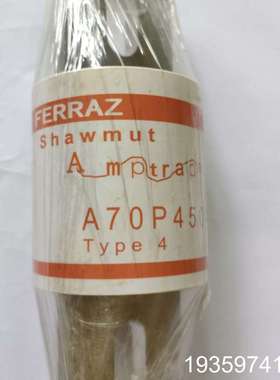 FERRAZ
Shawmut
Amptrap
A70P45
Type 4
19359741